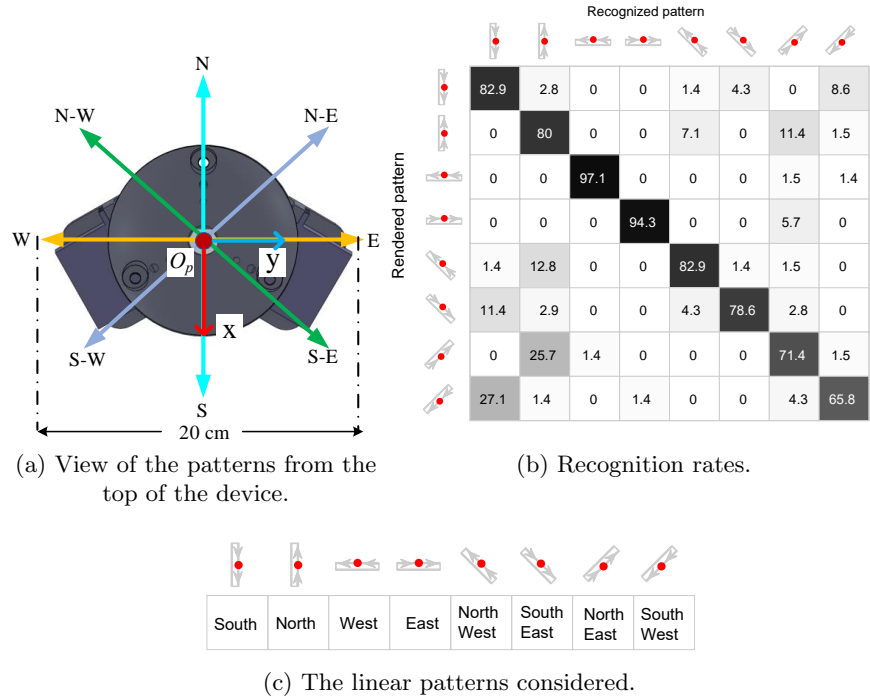 N
N-W
N-E
W
E
O_p
y
x
S-W
S-E
S
20 cm
(a) View of the patterns from the
top of the device.
Recognized pattern
Rendered pattern
82.9 2.8 0 0 1.4 4.3 0 8.6
0 80 0 0 7.1 0 11.4 1.5
0 0 97.1 0 0 0 1.5 1.4
0 0 0 94.3 0 0 5.7 0
1.4 12.8 0 0 82.9 1.4 1.5 0
11.4 2.9 0 0 4.3 78.6 2.8 0
0 25.7 1.4 0 0 0 71.4 1.5
27.1 1.4 0 1.4 0 0 4.3 65.8
(b) Recognition rates.
South North West East North West South East North East South West
(c) The linear patterns considered.